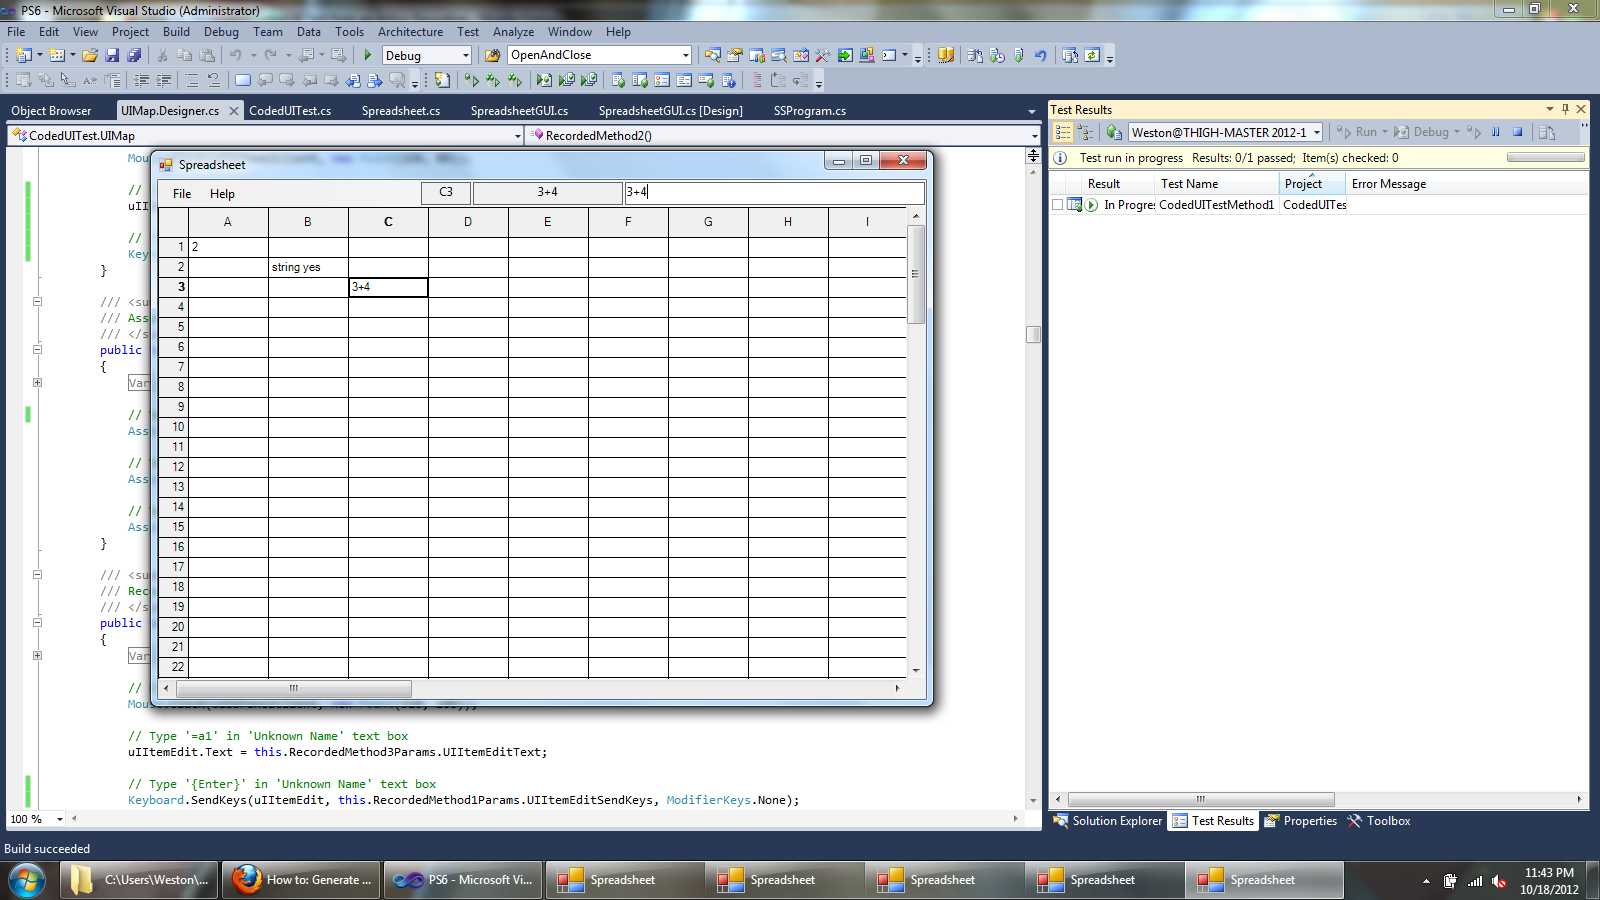 PS6 - Microsoft Visual Studio (Administrator)
File Edit View Project Build Debug Team Data Tools Architecture Test Analyze Window Help
Debug OpenAndClose
Object Browser UIMap.Designer.cs CodedUITest.cs Spreadsheet.cs SpreadsheetGUI.cs SpreadsheetGUI.cs [Design] SSProgram.cs
CodedUITest.UIMap RecordedMethod2()
Mou
//
uII
//
Key
}
/// <su
/// Ass
/// </s
public
{
Var
//
Ass
//
Ass
//
Ass
}
/// <su
/// Rec
/// </s
public
{
Var
//
// Type '=a1' in 'Unknown Name' text box
uIItemEdit.Text = this.RecordedMethod3Params.UIItemEditText;
// Type '{Enter}' in 'Unknown Name' text box
Keyboard.SendKeys(uIItemEdit, this.RecordedMethod1Params.UIItemEditSendKeys, ModifierKeys.None);
100 %
Spreadsheet
File Help C3 3+4 3+4
A B C D E F G H I
1 2
2 string yes
3 3+4
4
5
6
7
8
9
10
11
12
13
14
15
16
17
18
19
20
21
22
Test Results
Weston@THIGH-MASTER 2012-1 Run Debug
Test run in progress Results: 0/1 passed; Item(s) checked: 0
Result Test Name Project Error Message
In Progre CodedUITestMethod1 CodedUITes
Solution Explorer Test Results Properties Toolbox
Build succeeded
C:\Users\Weston\... How to: Generate ... PS6 - Microsoft Vi... Spreadsheet Spreadsheet Spreadsheet Spreadsheet Spreadsheet
11:43 PM
10/18/2012